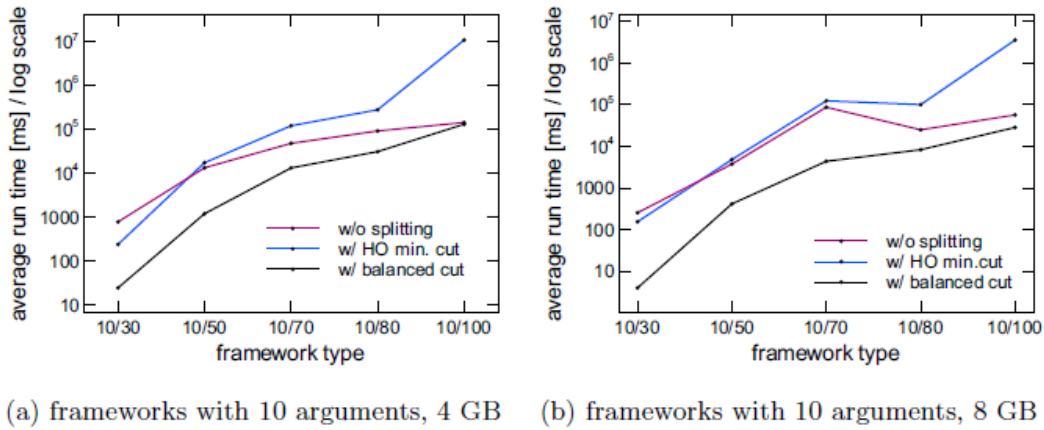 average run time [ms] / log scale
10⁷
10⁶
10⁵
10⁴
1000
100
10
w/o splitting
w/ HO min. cut
w/ balanced cut
10/30 10/50 10/70 10/80 10/100
framework type
(a) frameworks with 10 arguments, 4 GB
average run time [ms] / log scale
10⁷
10⁶
10⁵
10⁴
1000
100
10
w/o splitting
w/ HO min.cut
w/ balanced cut
10/30 10/50 10/70 10/80 10/100
framework type
(b) frameworks with 10 arguments, 8 GB